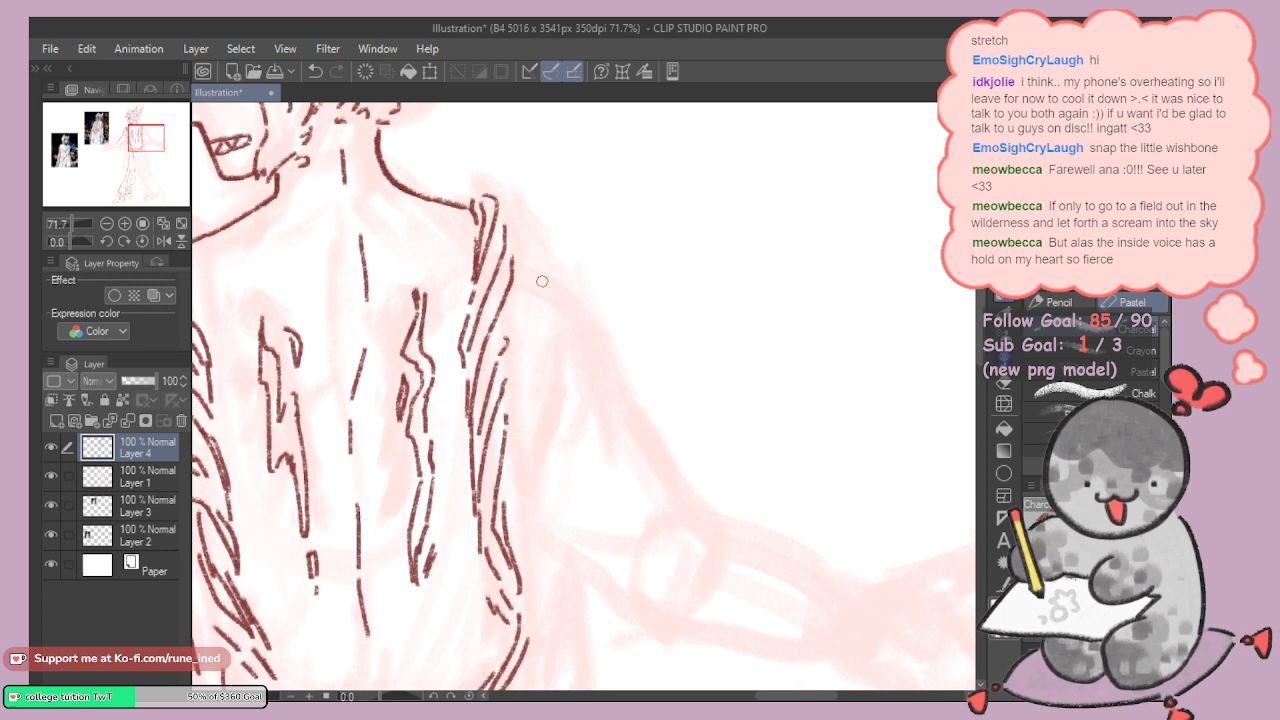 Illustration* (B4 5016 x 3541px 350dpi 71.7%) - CLIP STUDIO PAINT PRO
File Edit Animation Layer Select View Filter Window Help
Illustration*
71.7
0.0
Layer Property
Effect
Expression color
Color
Layer
100
100 % Normal
Layer 4
100 % Normal
Layer 1
100 % Normal
Layer 3
100 % Normal
Layer 2
Paper
Support me at Ko-fi.com/rune_ined
college tuition TwT 50% of $360 Goal
0.0
stretch
EmoSighCryLaugh hi
idkjolie i think.. my phone's overheating so i'll
leave for now to cool it down >.< it was nice to
talk to you both again :)) if u want i'd be glad to
talk to u guys on disc!! ingatt <33
EmoSighCryLaugh snap the little wishbone
meowbecca Farewell ana :0!!! See u later
<33
meowbecca If only to go to a field out in the
wilderness and let forth a scream into the sky
meowbecca But alas the inside voice has a
hold on my heart so fierce
Pencil Pastel
Follow Goal: 85 / 90
Charcoal
Sub Goal: 1 / 3
Crayon
(new png model)
Pastel
Chalk